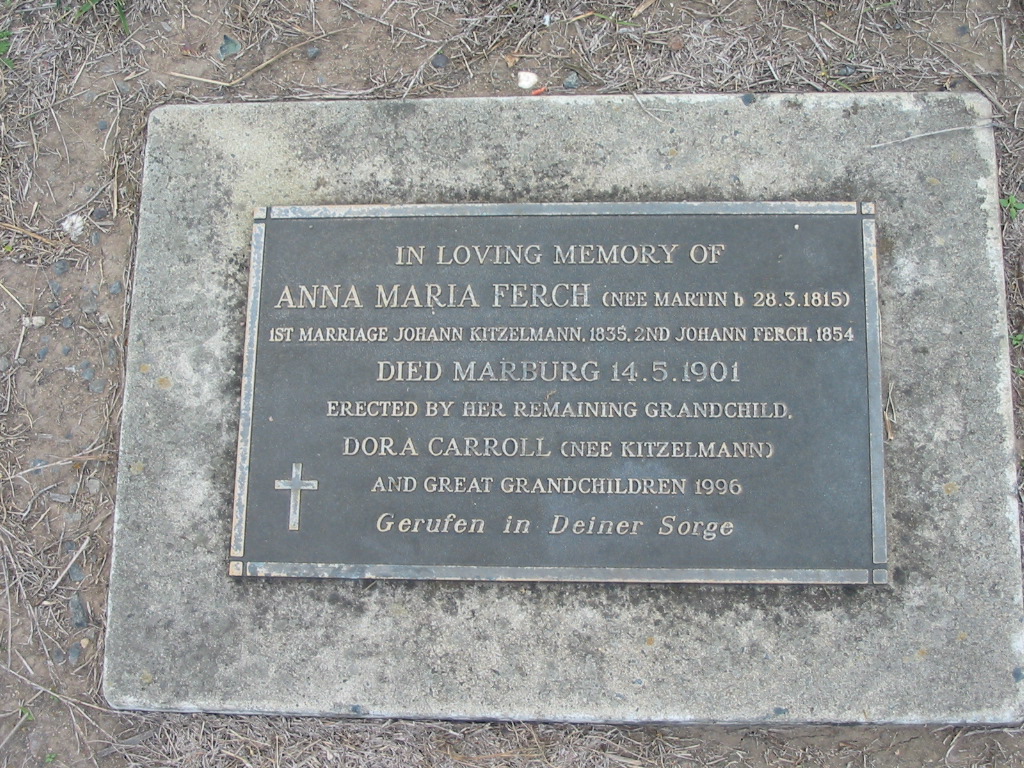 IN LOVING MEMORY OF
ANNA MARIA FERCH (NEE MARTIN b 28.3.1815)
1ST MARRIAGE JOHANN KITZELMANN, 1835, 2ND JOHANN FERCH, 1854
DIED MARBURG 14.5.1901
ERECTED BY HER REMAINING GRANDCHILD,
DORA CARROLL (NEE KITZELMANN)
AND GREAT GRANDCHILDREN 1996
Gerufen in Deiner Sorge